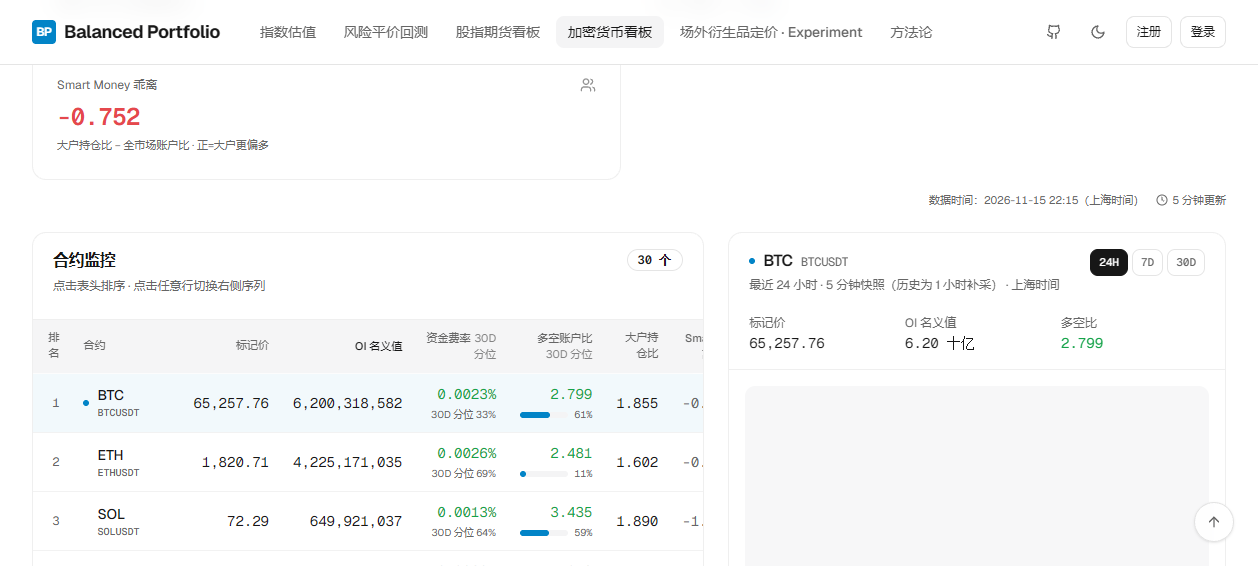 BP Balanced Portfolio 指数估值 风险平价回测 股指期货看板 加密货币看板 场外衍生品定价 · Experiment 方法论 注册 登录
Smart Money 乖离
-0.752
大户持仓比 − 全市场账户比 · 正=大户更偏多
数据时间：2026-11-15 22:15（上海时间） 5 分钟更新
合约监控 30 个
点击表头排序 · 点击任意行切换右侧序列
排名 合约 标记价 OI 名义值 资金费率 30D 分位 多空账户比 30D 分位 大户持仓比
1 BTC BTCUSDT 65,257.76 6,200,318,582 0.0023% 30D 分位 33% 2.799 61% 1.855 -0.
2 ETH ETHUSDT 1,820.71 4,225,171,035 0.0026% 30D 分位 69% 2.481 11% 1.602 -0.
3 SOL SOLUSDT 72.29 649,921,037 0.0013% 30D 分位 64% 3.435 59% 1.890 -1.
BTC BTCUSDT 24H 7D 30D
最近 24 小时 · 5 分钟快照（历史为 1 小时补采） · 上海时间
标记价 OI 名义值 多空比
65,257.76 6.20 十亿 2.799